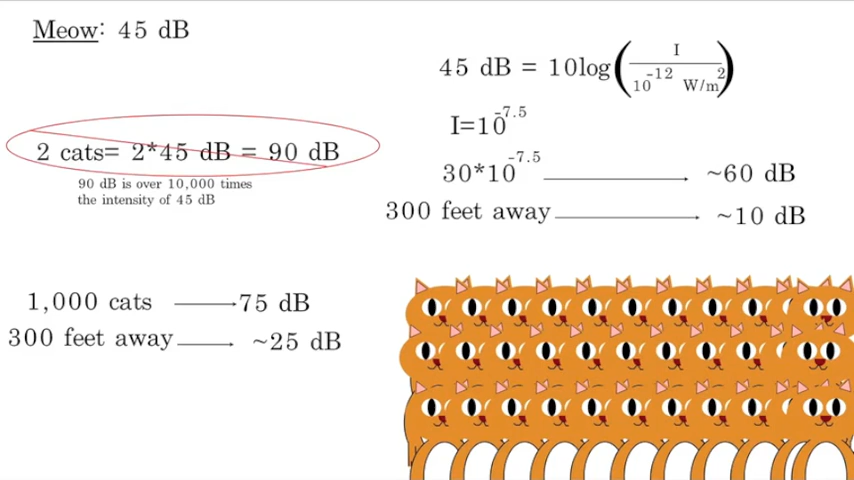 Meow: 45 dB
2 cats= 2*45 dB = 90 dB
90 dB is over 10,000 times
the intensity of 45 dB
1,000 cats 75 dB
300 feet away ~25 dB
45 dB = 10log(I / 10^-12 W/m^2)
I=10^-7.5
30*10^-7.5 ~60 dB
300 feet away ~10 dB